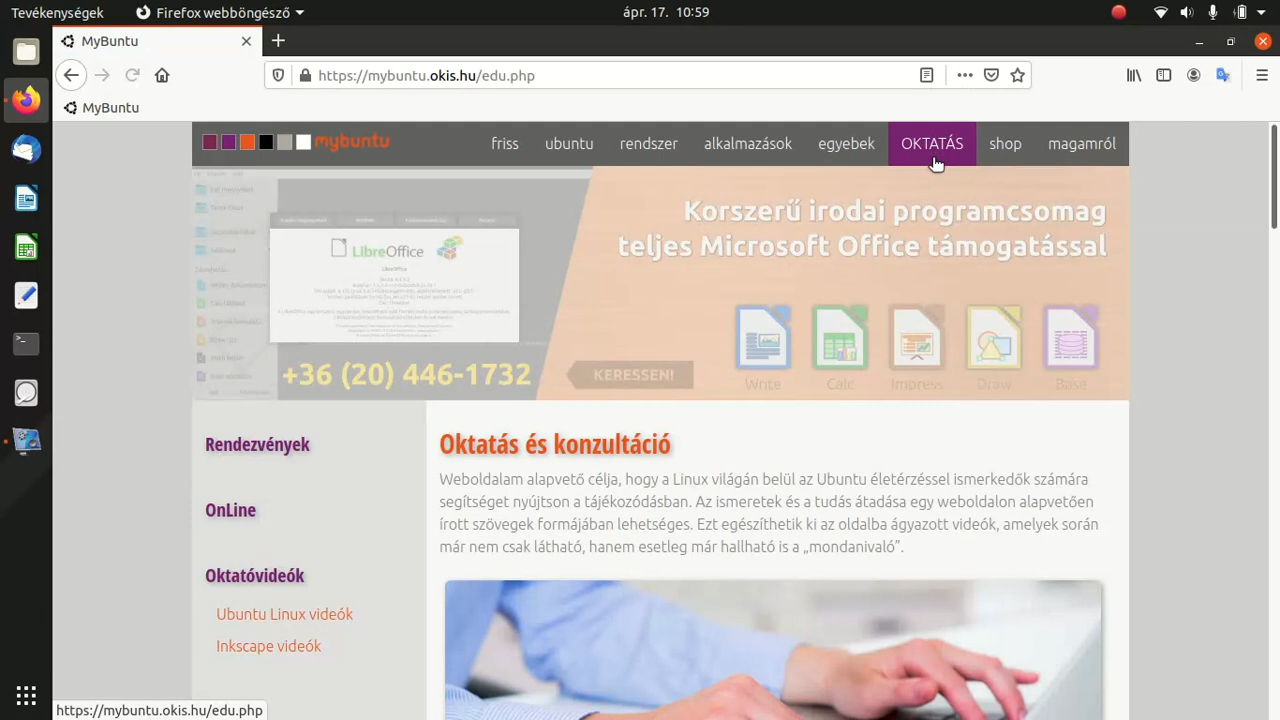 Tevékenységek
Firefox webböngésző
ápr. 17. 10:59
MyBuntu
https://mybuntu.okis.hu/edu.php
MyBuntu
mybuntu
friss
ubuntu
rendszer
alkalmazások
egyebek
OKTATÁS
shop
magamról
Korszerű irodai programcsomag
teljes Microsoft Office támogatással
LibreOffice
+36 (20) 446-1732
KERESSEN!
Write
Calc
Impress
Draw
Base
Rendezvények
OnLine
Oktatóvideók
Ubuntu Linux videók
Inkscape videók
Oktatás és konzultáció
Weboldalam alapvető célja, hogy a Linux világán belül az Ubuntu életérzéssel ismerkedők számára
segítséget nyújtson a tájékozódásban. Az ismeretek és a tudás átadása egy weboldalon alapvetően
írott szövegek formájában lehetséges. Ezt egészíthetik ki az oldalba ágyazott videók, amelyek során
már nem csak látható, hanem esetleg már hallható is a „mondanivaló”.
https://mybuntu.okis.hu/edu.php